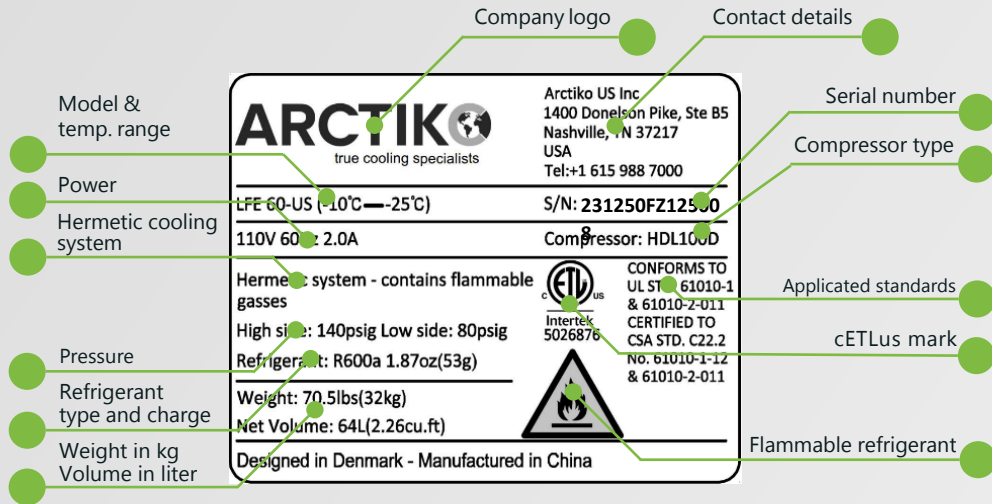 Company logo
Contact details
Model &
temp. range
Power
Hermetic cooling
system
Pressure
Refrigerant
type and charge
Weight in kg
Volume in liter
ARCTIKO
true cooling specialists
Arctiko US Inc
1400 Donelson Pike, Ste B5
Nashville, TN 37217
USA
Tel:+1 615 988 7000
LFE 60-US (-10℃—-25℃)
S/N:
110V 60Hz 2.0A
Compressor:
Hermetic system - contains flammable
gasses
High side: 140psig Low side: 80psig
Refrigerant: R600a 1.87oz(53g)
Weight: 70.5lbs(32kg)
Net Volume: 64L(2.26cu.ft)
ETL
C US
Intertek
5026876
CONFORMS TO
UL STD. 61010-1
& 61010-2-011
CERTIFIED TO
CSA STD. C22.2
No. 61010-1-12
& 61010-2-011
Designed in Denmark - Manufactured in China
Serial number
Compressor type
Applicated standards
cETLus mark
Flammable refrigerant